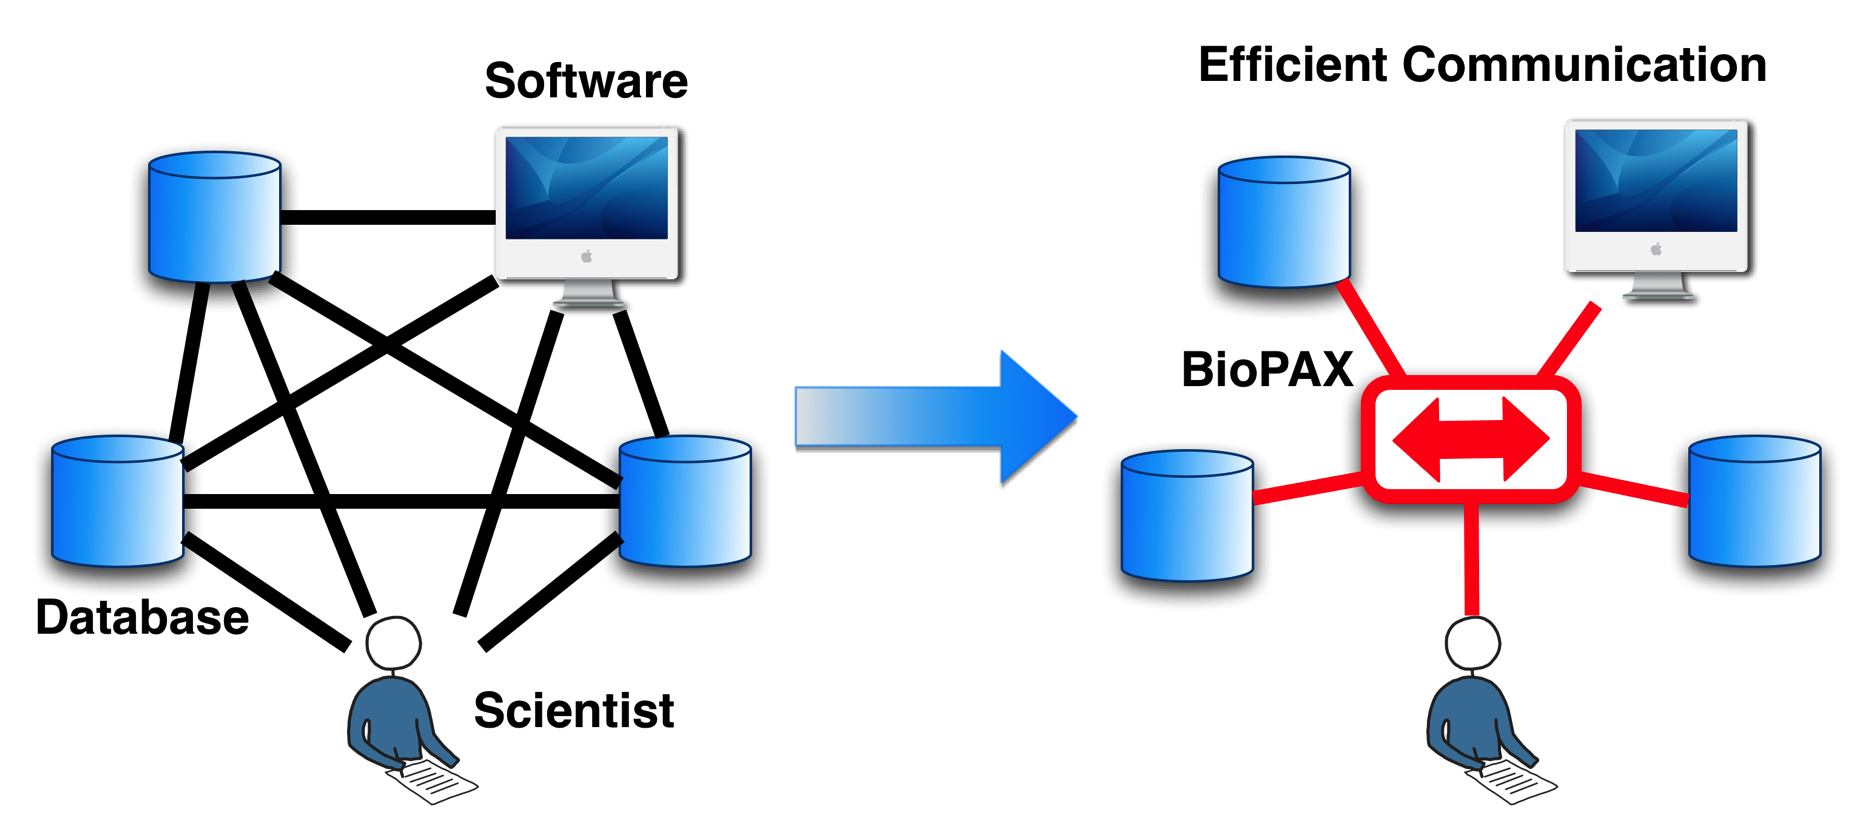 Software
Database
Scientist
Efficient Communication
BioPAX